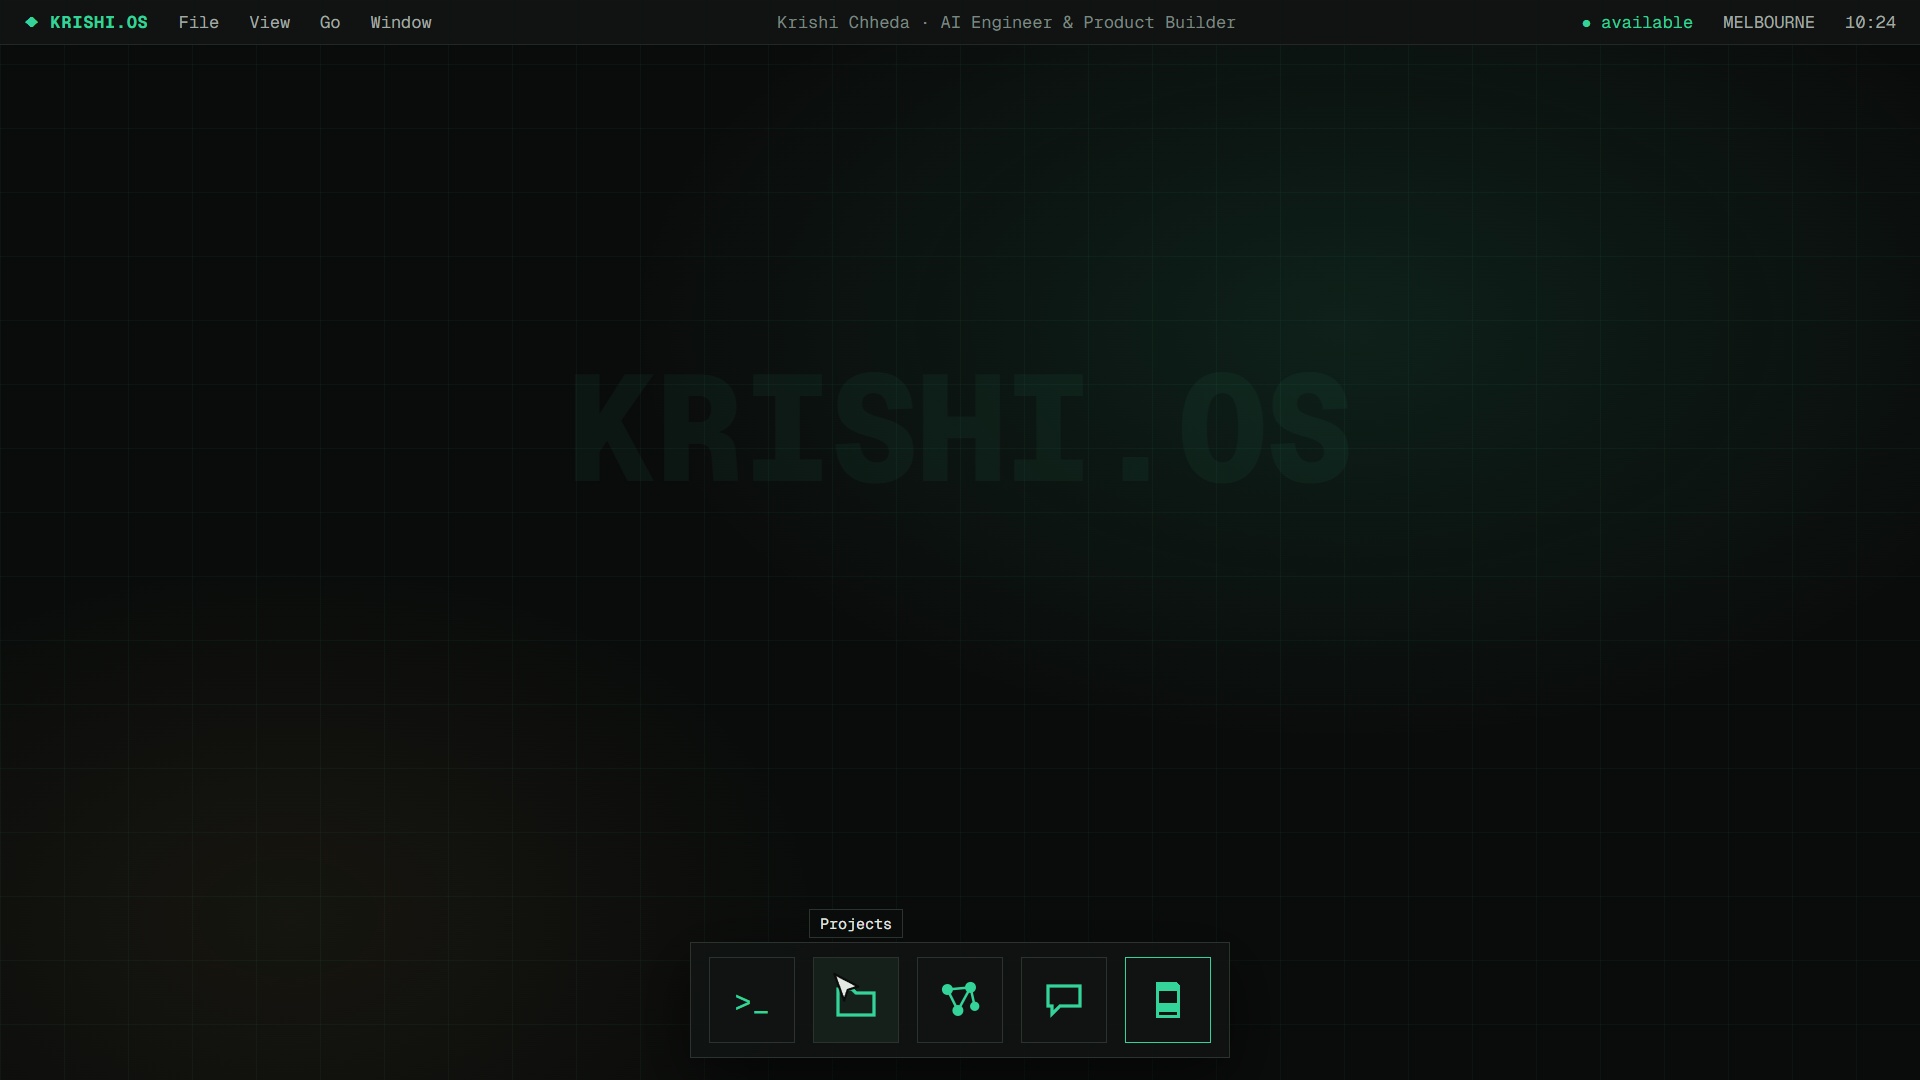 KRISHI.OS File View Go Window Krishi Chheda · AI Engineer & Product Builder ● available MELBOURNE 10:24
KRISHI.OS
Projects
>_